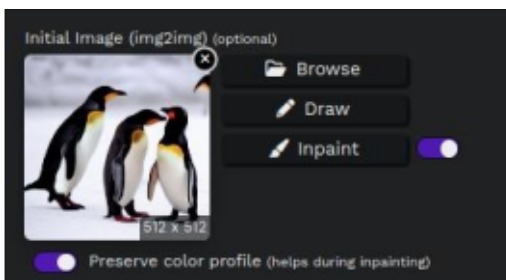 Initial Image (img2img) (optional)
Browse
Draw
Inpaint
512 x 512
Preserve color profile (helps during inpainting)